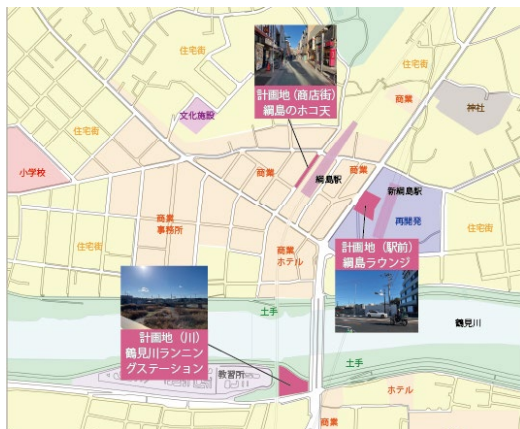 住宅街
住宅街
文化施設
計画地(商店街)
綱島のホコ天
商業
神社
住宅街
小学校
商業
綱島駅
商業
新綱島駅
再開発
住宅街
商業
事務所
住宅街
商業
ホテル
計画地(駅前)
綱島ラウンジ
土手
計画地(川)
鶴見川ランニン
グステーション
鶴見川
土手
教習所
ホテル
商業